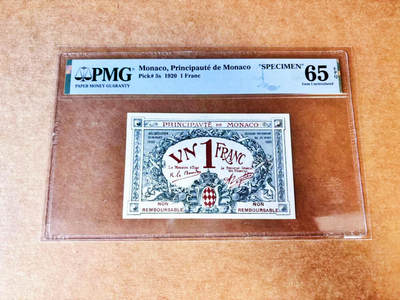 PMG
PAPER MONEY GUARANTY
Monaco, Principauté de Monaco "SPECIMEN"
Pick# 5s 1920 1 Franc
65 EPQ
Gem Uncirculated
PRINCIPAUTÉ DE MONACO
VN 1 FRANC
NON
REMBOURSABLE
NON
REMBOURSABLE